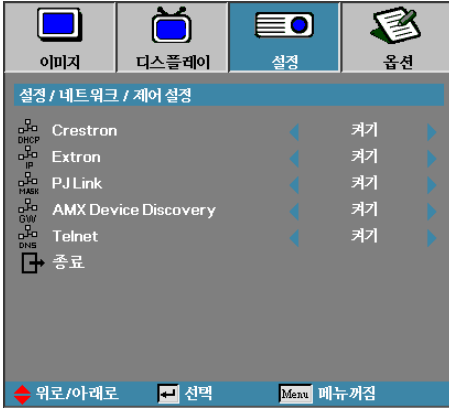 이미지 디스플레이 설정 옵션
설정 / 네트워크 / 제어 설정
DHCP Crestron 켜기
IP Extron 켜기
MASK PJ Link 켜기
GW AMX Device Discovery 켜기
DNS Telnet 켜기
종료
위로/아래로 선택 Menu 메뉴꺼짐